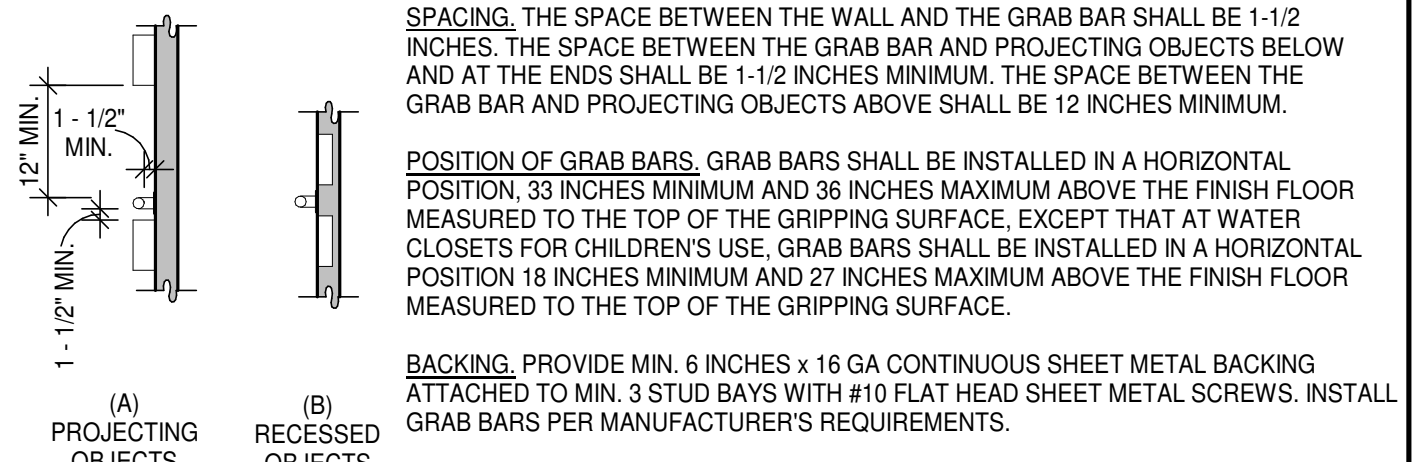 SPACING. THE SPACE BETWEEN THE WALL AND THE GRAB BAR SHALL BE 1-1/2
INCHES. THE SPACE BETWEEN THE GRAB BAR AND PROJECTING OBJECTS BELOW
AND AT THE ENDS SHALL BE 1-1/2 INCHES MINIMUM. THE SPACE BETWEEN THE
GRAB BAR AND PROJECTING OBJECTS ABOVE SHALL BE 12 INCHES MINIMUM.
POSITION OF GRAB BARS. GRAB BARS SHALL BE INSTALLED IN A HORIZONTAL
POSITION, 33 INCHES MINIMUM AND 36 INCHES MAXIMUM ABOVE THE FINISH FLOOR
MEASURED TO THE TOP OF THE GRIPPING SURFACE, EXCEPT THAT AT WATER
CLOSETS FOR CHILDREN'S USE, GRAB BARS SHALL BE INSTALLED IN A HORIZONTAL
POSITION 18 INCHES MINIMUM AND 27 INCHES MAXIMUM ABOVE THE FINISH FLOOR
MEASURED TO THE TOP OF THE GRIPPING SURFACE.
BACKING. PROVIDE MIN. 6 INCHES x 16 GA CONTINUOUS SHEET METAL BACKING
ATTACHED TO MIN. 3 STUD BAYS WITH #10 FLAT HEAD SHEET METAL SCREWS. INSTALL
GRAB BARS PER MANUFACTURER'S REQUIREMENTS.
12" MIN.
1 - 1/2"
MIN.
1 - 1/2" MIN.
(A)
PROJECTING
OBJECTS
(B)
RECESSED
OBJECTS